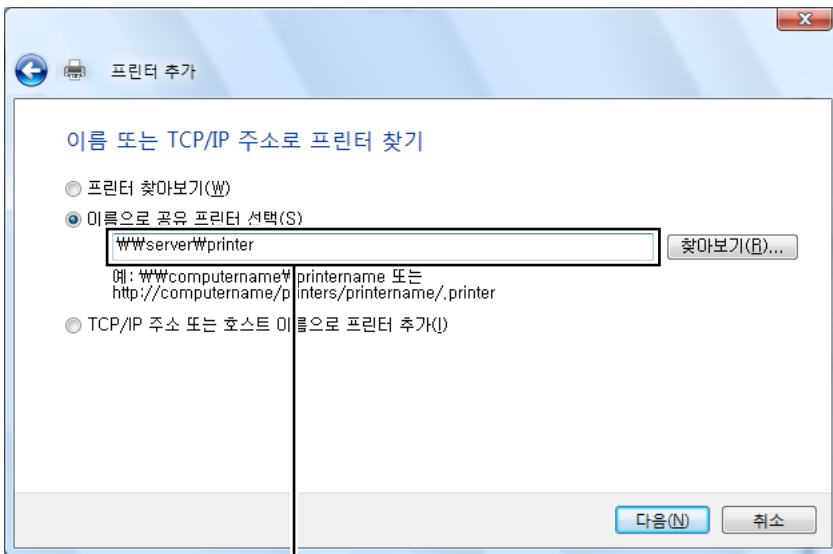 프린터 추가
이름 또는 TCP/IP 주소로 프린터 찾기
프린터 찾아보기(W)
이름으로 공유 프린터 선택(S)
₩₩server₩printer
찾아보기(R)...
예: ₩₩computername₩printername 또는
http://computername/printers/printername/.printer
TCP/IP 주소 또는 호스트 이름으로 프린터 추가(I)
다음(N)
취소